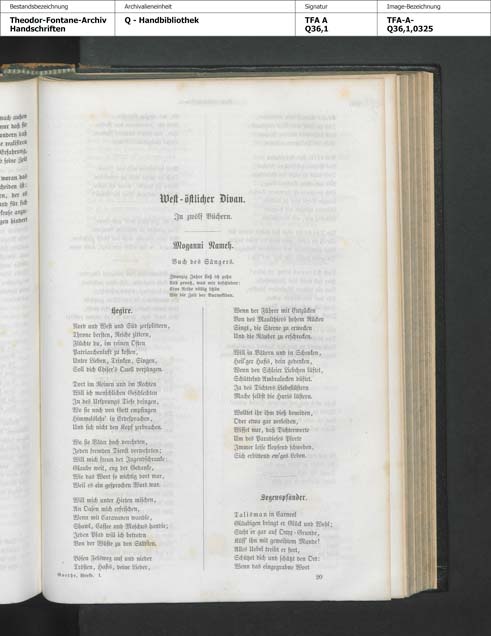 Bestandsbezeichnung
Archivalieneinheit
Signatur
Image-Bezeichnung
Theodor-Fontane-Archiv
Handschriften
Q - Handbibliothek
TFA A
Q36,1
TFA-A-
Q36,1,0325
West-östlicher Divan.
In zwölf Büchern.
Moganni Nameh.
Buch des Sängers.
Zwanzig Jahre ließ ich gehn
Und genoß, was mir beschieden;
Eine Reihe völlig schön
Wie die Zeit der Barmekiden.
Hegire.
Nord und West und Süd zersplittern,
Throne bersten, Reiche zittern,
Flüchte du, im reinen Osten
Patriarchenluft zu kosten,
Unter Lieben, Trinken, Singen,
Soll dich Chiser's Quell verjüngen.
Dort im Reinen und im Rechten
Will ich menschlichen Geschlechten
In des Ursprungs Tiefe dringen,
Wo sie noch von Gott empfingen
Himmelslehr' in Erdesprachen,
Und sich nicht den Kopf zerbrachen.
Wo sie Väter hoch verehrten,
Jeden fremden Dienst verwehrten;
Will mich freun der Jugendschranke:
Glaube weit, eng der Gedanke,
Wie das Wort so wichtig dort war,
Weil es ein gesprochen Wort war.
Will mich unter Hirten mischen,
An Oasen mich erfrischen,
Wenn mit Caravanen wandle,
Shawl, Caffee und Moschus handle;
Jeden Pfad will ich betreten
Von der Wüste zu den Städten.
Bösen Felsweg auf und nieder
Trösten, Hafis, deine Lieder,
Goethe, Werke. 1.
Wenn der Führer mit Entzücken
Von des Maulthiers hohem Rücken
Singt, die Sterne zu erwecken
Und die Räuber zu erschrecken.
Will in Bädern und in Schenken,
Heil'ger Hafis, dein gedenken,
Wenn den Schleier Liebchen lüftet,
Schüttelnd Ambralocken düftet.
Ja des Dichters Liebeflüstern
Mache selbst die Huris lüstern.
Wolltet ihr ihm dieß beneiden,
Oder etwa gar verleiden,
Wisset nur, daß Dichterworte
Um des Paradieses Pforte
Immer leise klopfend schweben,
Sich erbittend ew'ges Leben.
Segenspfänder.
Talisman in Carneol
Gläubigen bringt er Glück und Wohl;
Steht er gar auf Onyx-Grunde,
Küss' ihn mit geweihtem Munde!
Alles Uebel treibt er fort,
Schützet dich und schützt den Ort:
Wenn das eingegrabne Wort
20